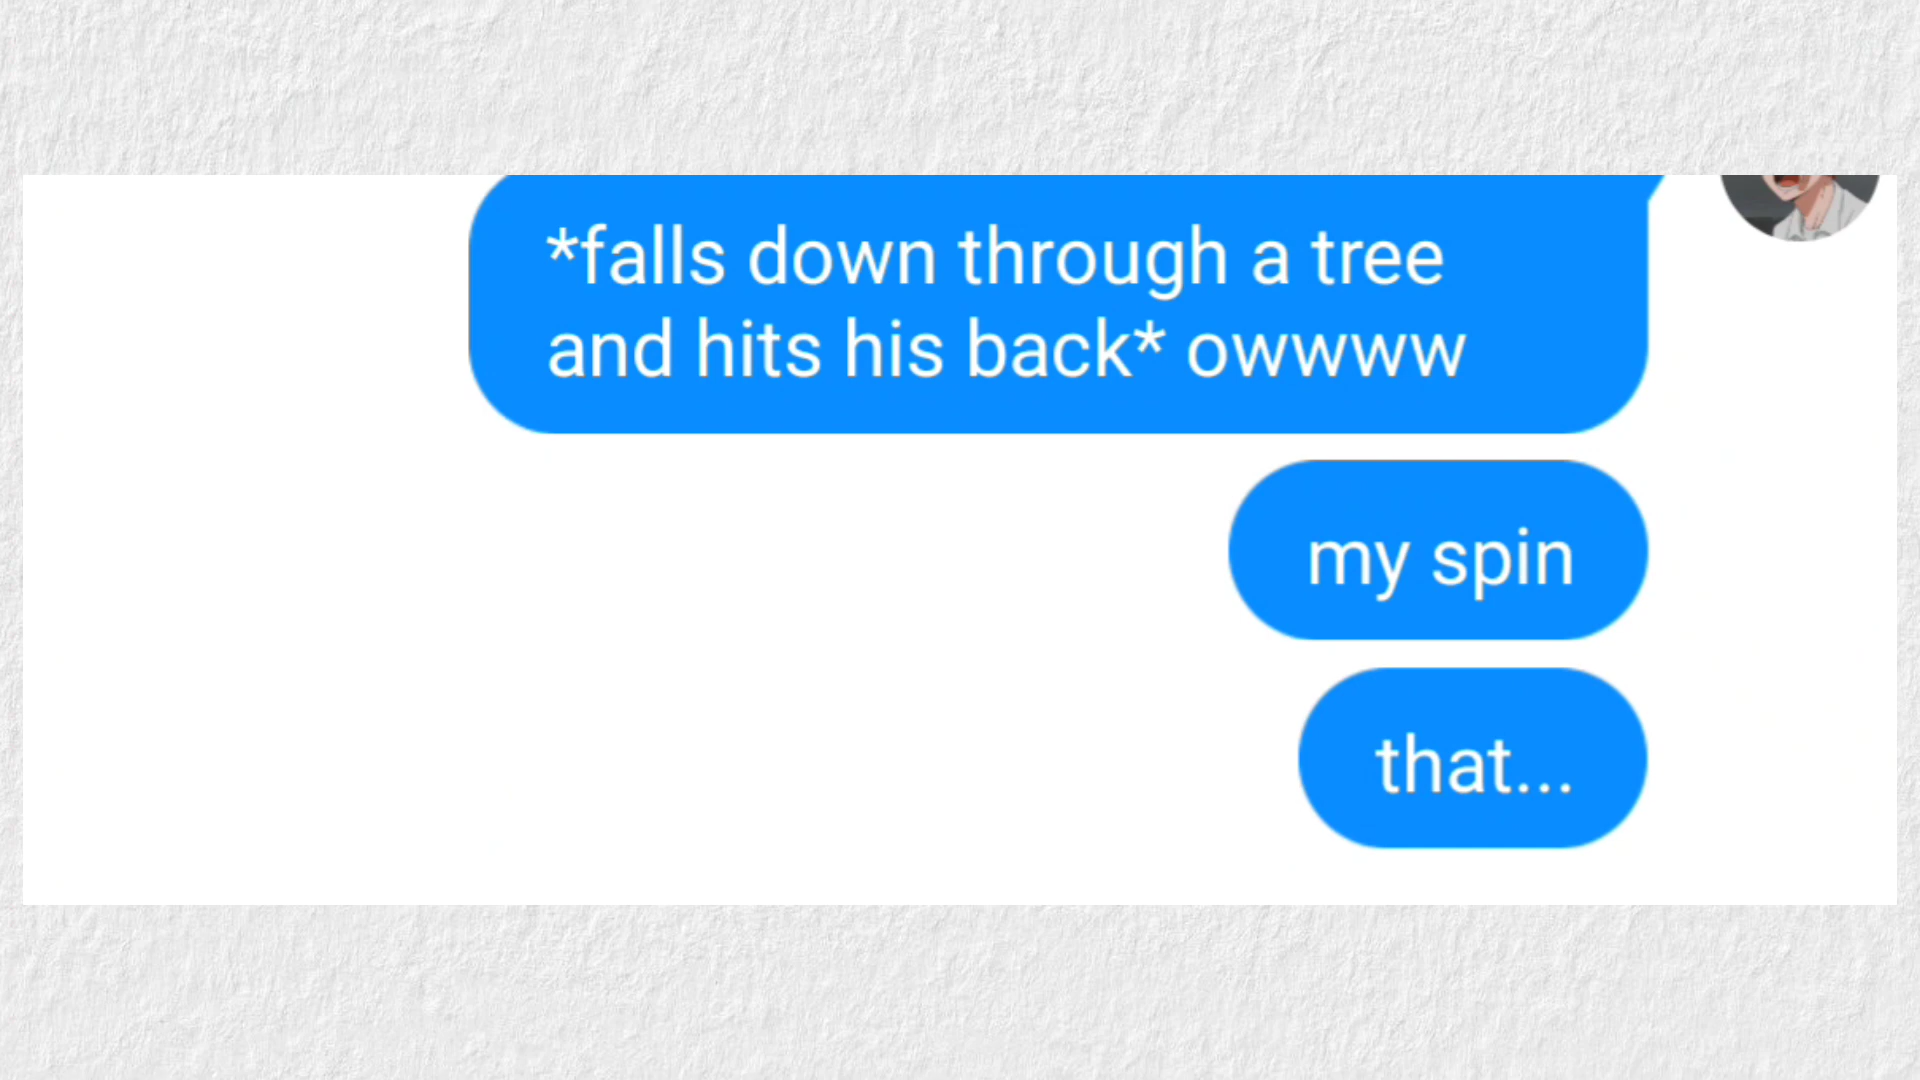 *falls down through a tree
and hits his back* owwww
my spin
that...